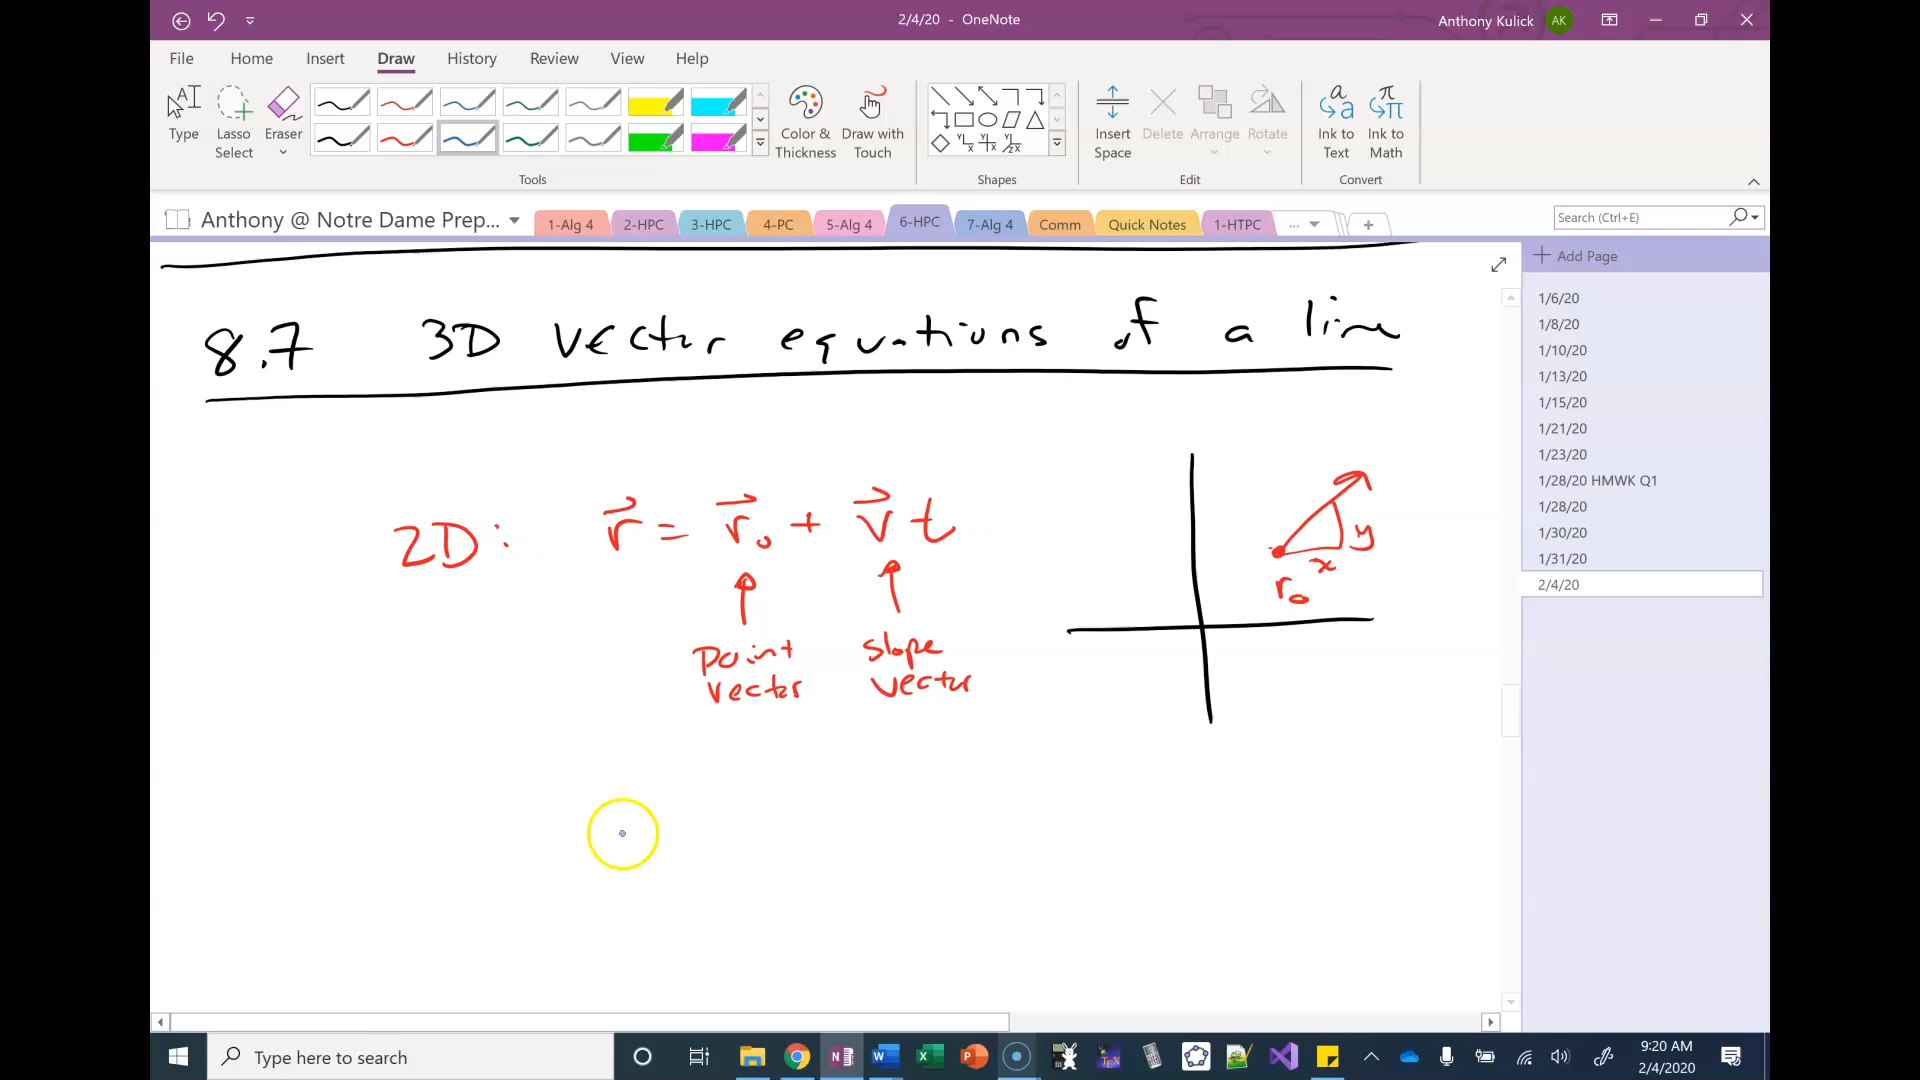 2/4/20 - OneNote
Anthony Kulick
AK
File Home Insert Draw History Review View Help
Type
Lasso
Select
Eraser
Color &
Thickness
Draw with
Touch
Insert
Space
Delete
Arrange
Rotate
Ink to
Text
Ink to
Math
Tools
Shapes
Edit
Convert
Anthony @ Notre Dame Prep...
1-Alg 4
2-HPC
3-HPC
4-PC
5-Alg 4
6-HPC
7-Alg 4
Comm
Quick Notes
1-HTPC
...
Search (Ctrl+E)
Add Page
1/6/20
1/8/20
1/10/20
1/13/20
1/15/20
1/21/20
1/23/20
1/28/20 HMWK Q1
1/28/20
1/30/20
1/31/20
2/4/20
8.7 3D vector equations of a line
2D: r⃗ = r⃗₀ + v⃗ t
point
vector
slope
vector
y
x
r₀
Type here to search
9:20 AM
2/4/2020